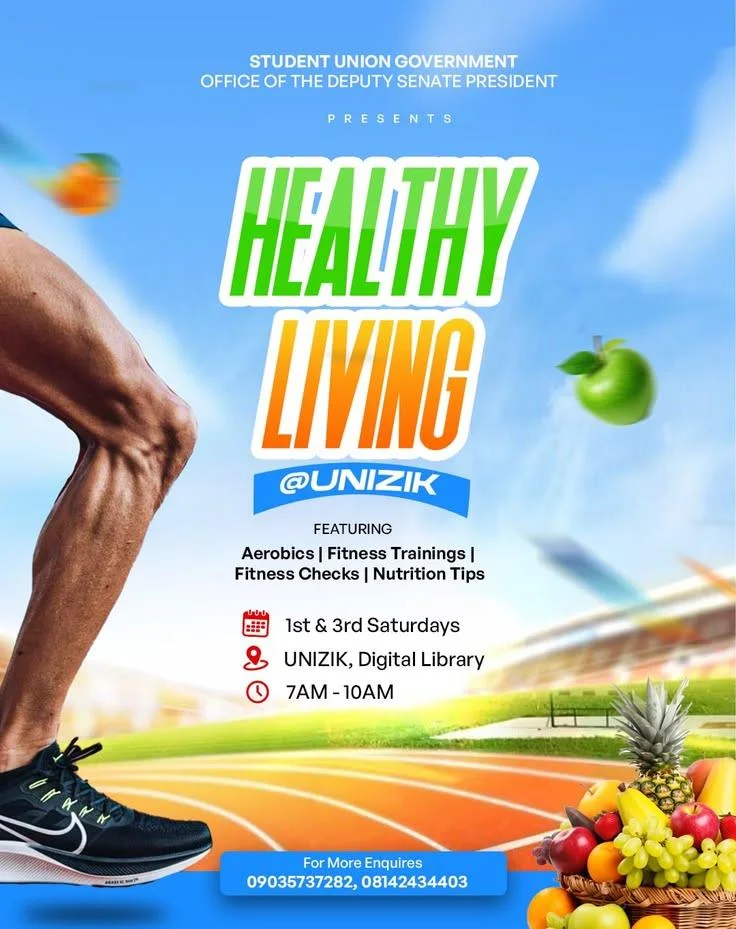 STUDENT UNION GOVERNMENT
OFFICE OF THE DEPUTY SENATE PRESIDENT
PRESENTS
HEALTHY
LIVING
@UNIZIK
FEATURING
Aerobics | Fitness Trainings |
Fitness Checks | Nutrition Tips
1st & 3rd Saturdays
UNIZIK, Digital Library
7AM - 10AM
For More Enquires
09035737282, 08142434403